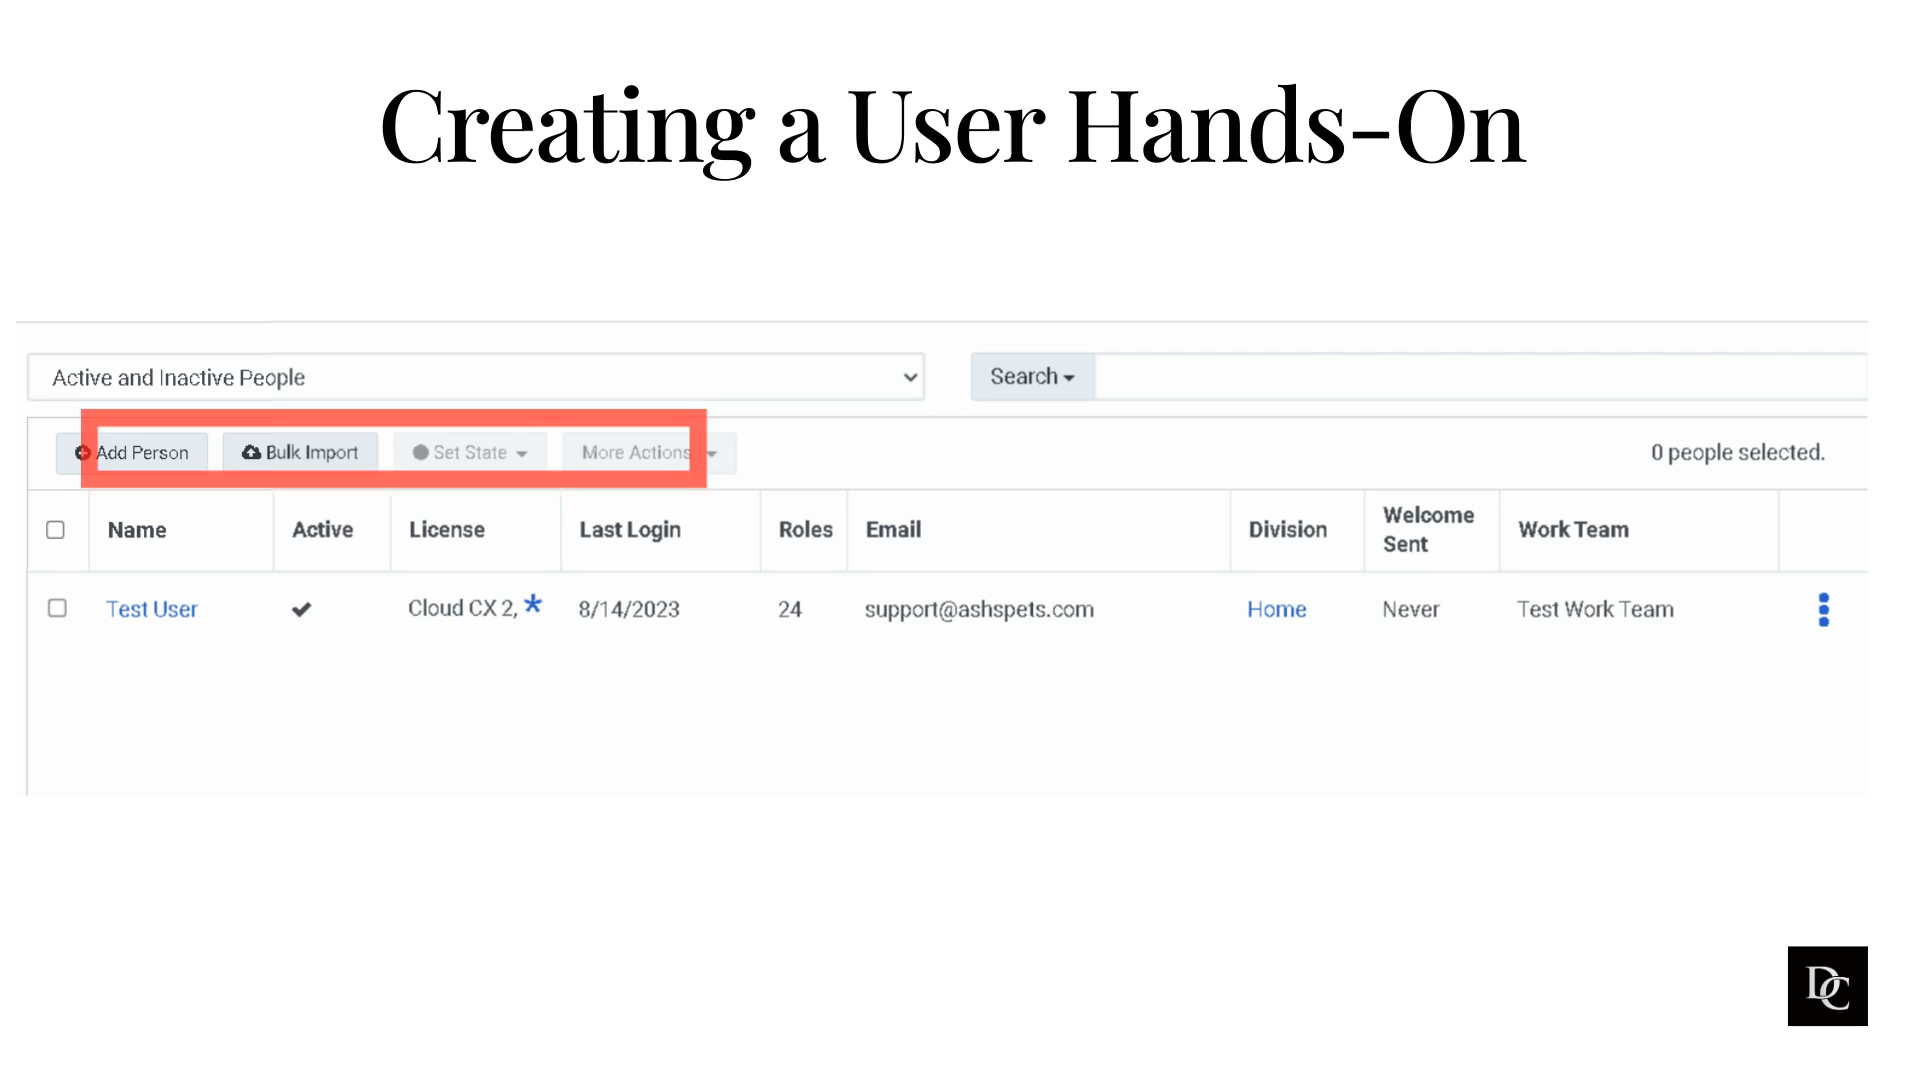 Creating a User Hands-On
Active and Inactive People
Search
Add Person Bulk Import Set State More Actions 0 people selected.
Name Active License Last Login Roles Email Division Welcome Sent Work Team
Test User Cloud CX 2, * 8/14/2023 24 support@ashspets.com Home Never Test Work Team
DC